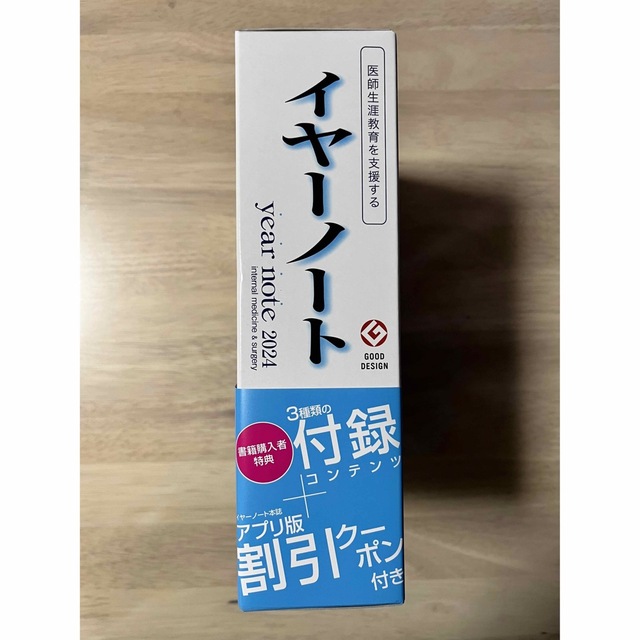 医師生涯教育を支援する
イヤーノート
year note 2024
internal medicine & surgery
GOOD
DESIGN
3種類の
付録
コンテンツ
書籍購入者
特典
+
イヤーノート本誌
アプリ版
割引クー
ポン
付き